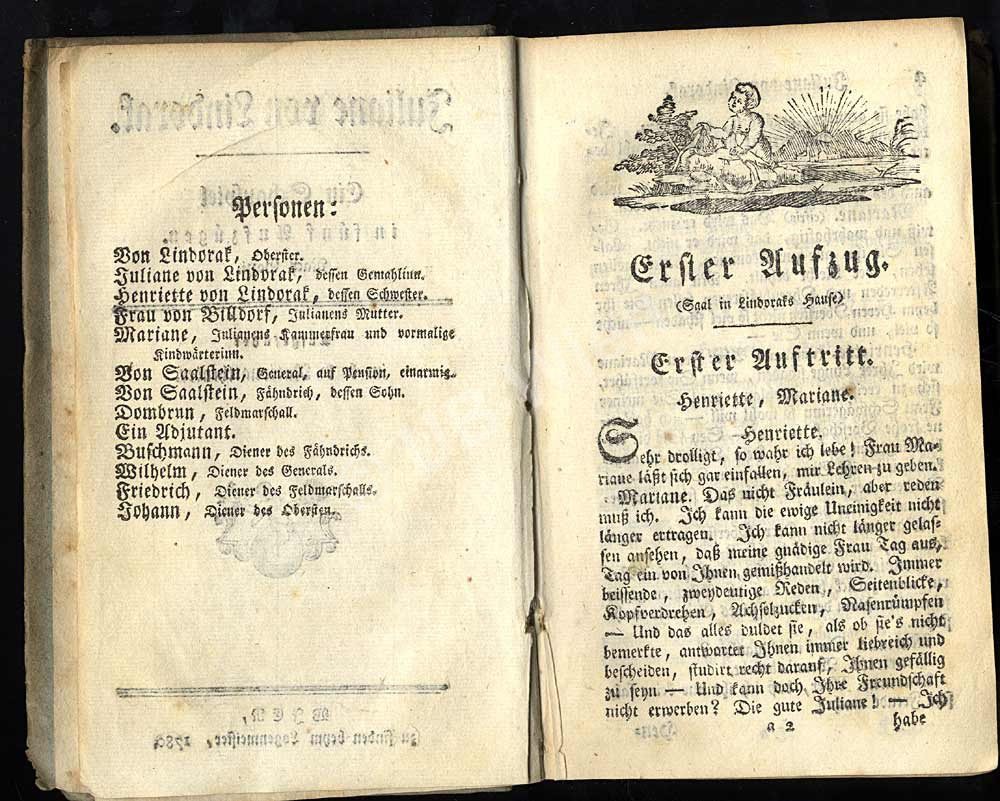 Personen:
Von Lindorak, Oberster.
Juliane von Lindorak, dessen Gemahlinn.
Henriette von Lindorak, dessen Schwester.
Frau von Billdorf, Julianens Mutter.
Mariane, Julianens Kammerfrau und vormalige
Kindwärterinn.
Von Saalstein, General, auf Pension, einarmig.
Von Saalstein, Fähndrich, dessen Sohn.
Dombrun, Feldmarschall.
Ein Adjutant.
Buschmann, Diener des Fähndrichs.
Wilhelm, Diener des Generals.
Friedrich, Diener des Feldmarschalls.
Johann, Diener des Obersten.
Erster Aufzug.
(Saal in Lindoraks Hause)
Erster Auftritt.
Henriette, Mariane.
Henriette.
Sehr drolligt, so wahr ich lebe! Frau Ma-
riane läßt sich gar einfallen, mir Lehren zu geben.
Mariane. Das nicht Fräulein, aber reden
muß ich. Ich kann die ewige Uneinigkeit nicht
länger ertragen. Ich kann nicht länger gelas-
sen ansehen, daß meine gnädige Frau Tag aus,
Tag ein von Ihnen gemißhandelt wird. Immer
beissende, zweydeutige Reden, Seitenblicke,
Kopfverdrehen, Achselzucken, Nasenrümpfen
— Und das alles duldet sie, als ob sie's nicht
bemerkte, antwortet Ihnen immer liebreich und
bescheiden, studirt recht darauf, Ihnen gefällig
zu seyn — Und kann doch Ihre Freundschaft
nicht erwerben? Die gute Juliane! — Ich
a 2 habe